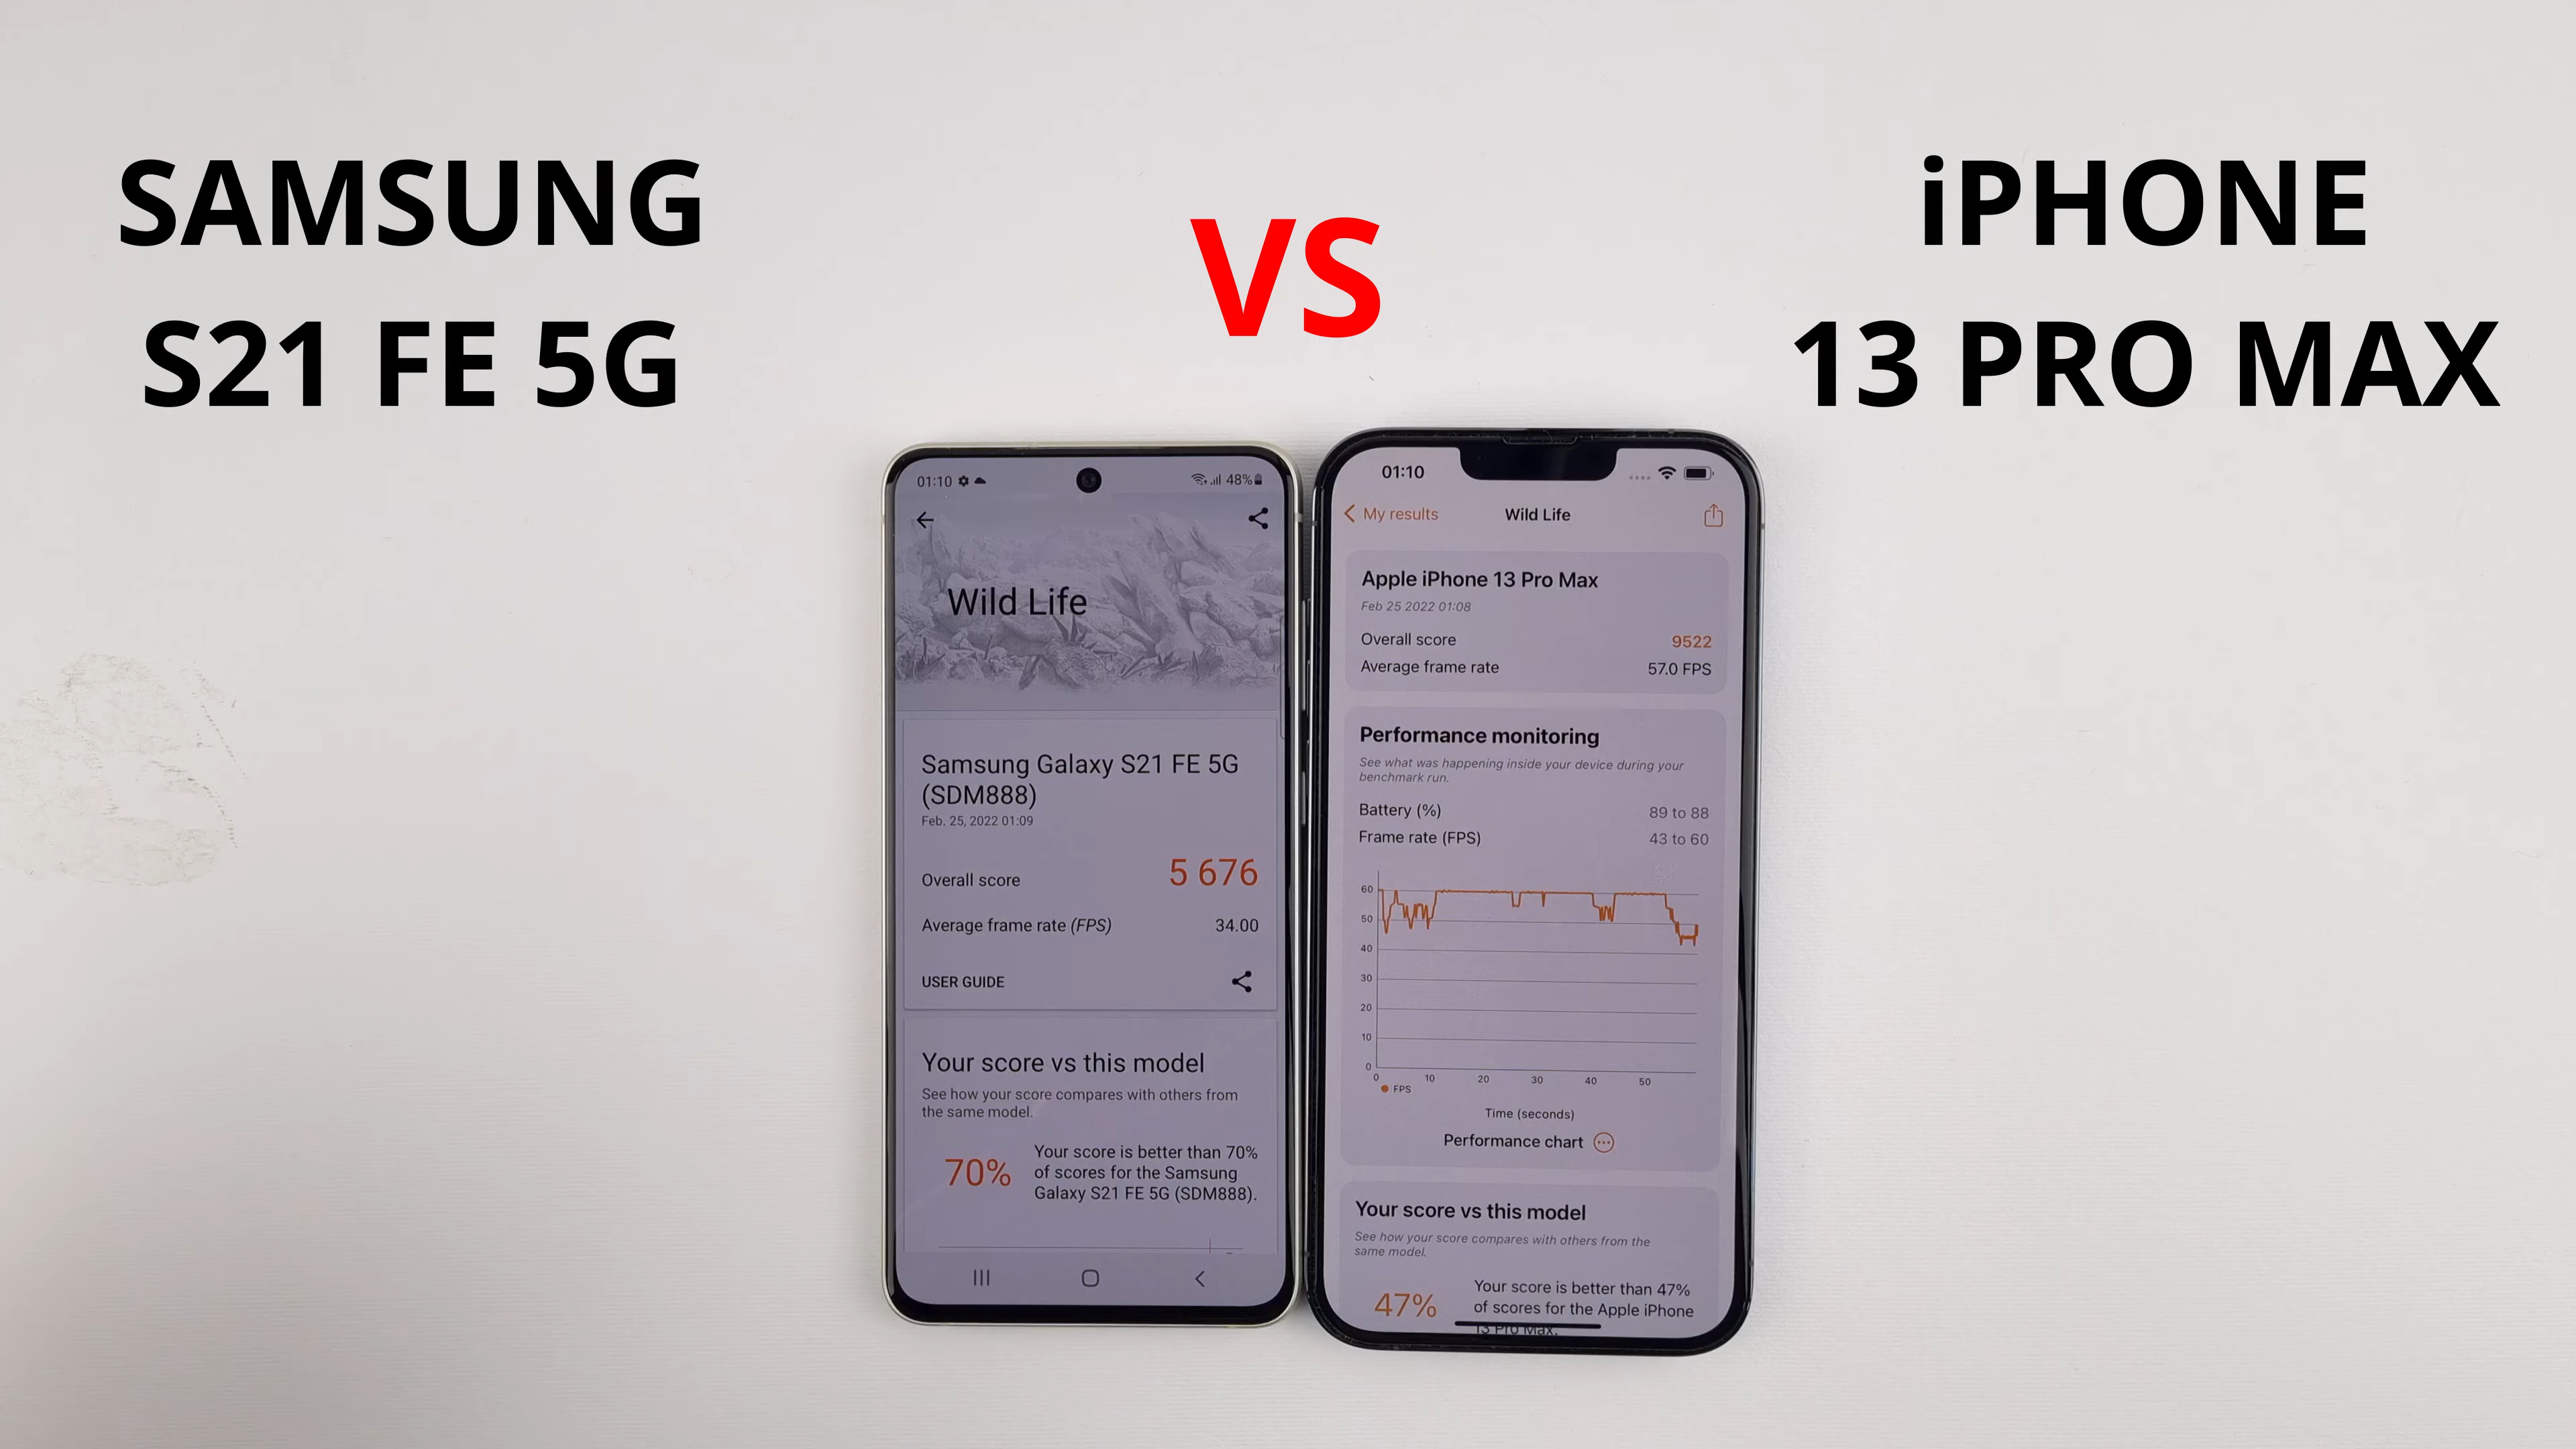 SAMSUNG
S21 FE 5G
VS
iPHONE
13 PRO MAX
01:10
48%
Wild Life
Samsung Galaxy S21 FE 5G
(SDM888)
Feb. 25, 2022 01:09
Overall score
5 676
Average frame rate (FPS)
34.00
USER GUIDE
Your score vs this model
See how your score compares with others from
the same model.
70%
Your score is better than 70%
of scores for the Samsung
Galaxy S21 FE 5G (SDM888).
01:10
My results
Wild Life
Apple iPhone 13 Pro Max
Feb 25 2022 01:08
Overall score
9522
Average frame rate
57.0 FPS
Performance monitoring
See what was happening inside your device during your
benchmark run.
Battery (%)
89 to 88
Frame rate (FPS)
43 to 60
60
50
40
30
20
10
0
0 10 20 30 40 50
FPS
Time (seconds)
Performance chart
Your score vs this model
See how your score compares with others from the
same model.
47%
Your score is better than 47%
of scores for the Apple iPhone
13 Pro Max.